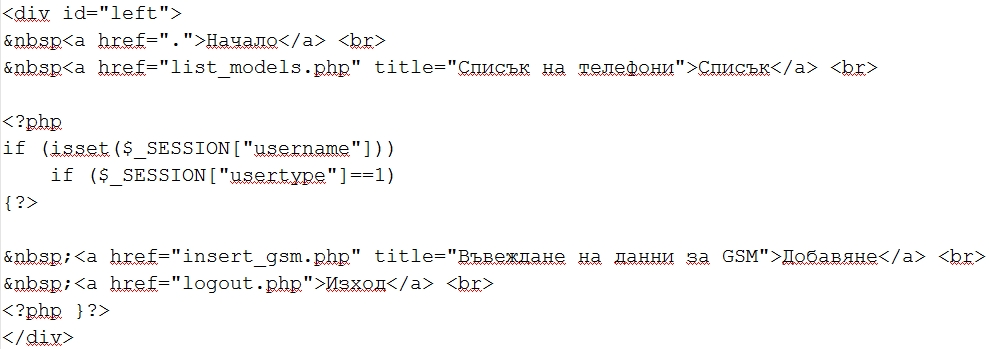 <div id="left">
&nbsp<a href=".">Начало</a> <br>
&nbsp<a href="list_models.php" title="Списък на телефони">Списък</a> <br>
<?php
if (isset($_SESSION["username"]))
if ($_SESSION["usertype"]==1)
{?>
&nbsp;<a href="insert_gsm.php" title="Въвеждане на данни за GSM">Добавяне</a> <br>
&nbsp;<a href="logout.php">Изход</a> <br>
<?php }?>
</div>